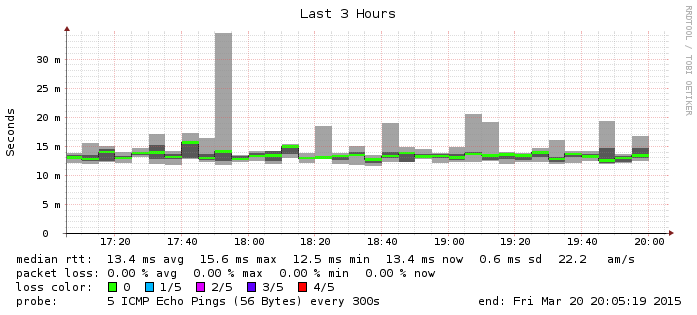 Last 3 Hours
RRDTOOL / TOBI OETIKER
Seconds
30 m
25 m
20 m
15 m
10 m
5 m
0
17:20 17:40 18:00 18:20 18:40 19:00 19:20 19:40 20:00
median rtt: 13.4 ms avg 15.6 ms max 12.5 ms min 13.4 ms now 0.6 ms sd 22.2 am/s
packet loss: 0.00 % avg 0.00 % max 0.00 % min 0.00 % now
loss color: 0 1/5 2/5 3/5 4/5
probe: 5 ICMP Echo Pings (56 Bytes) every 300s end: Fri Mar 20 20:05:19 2015